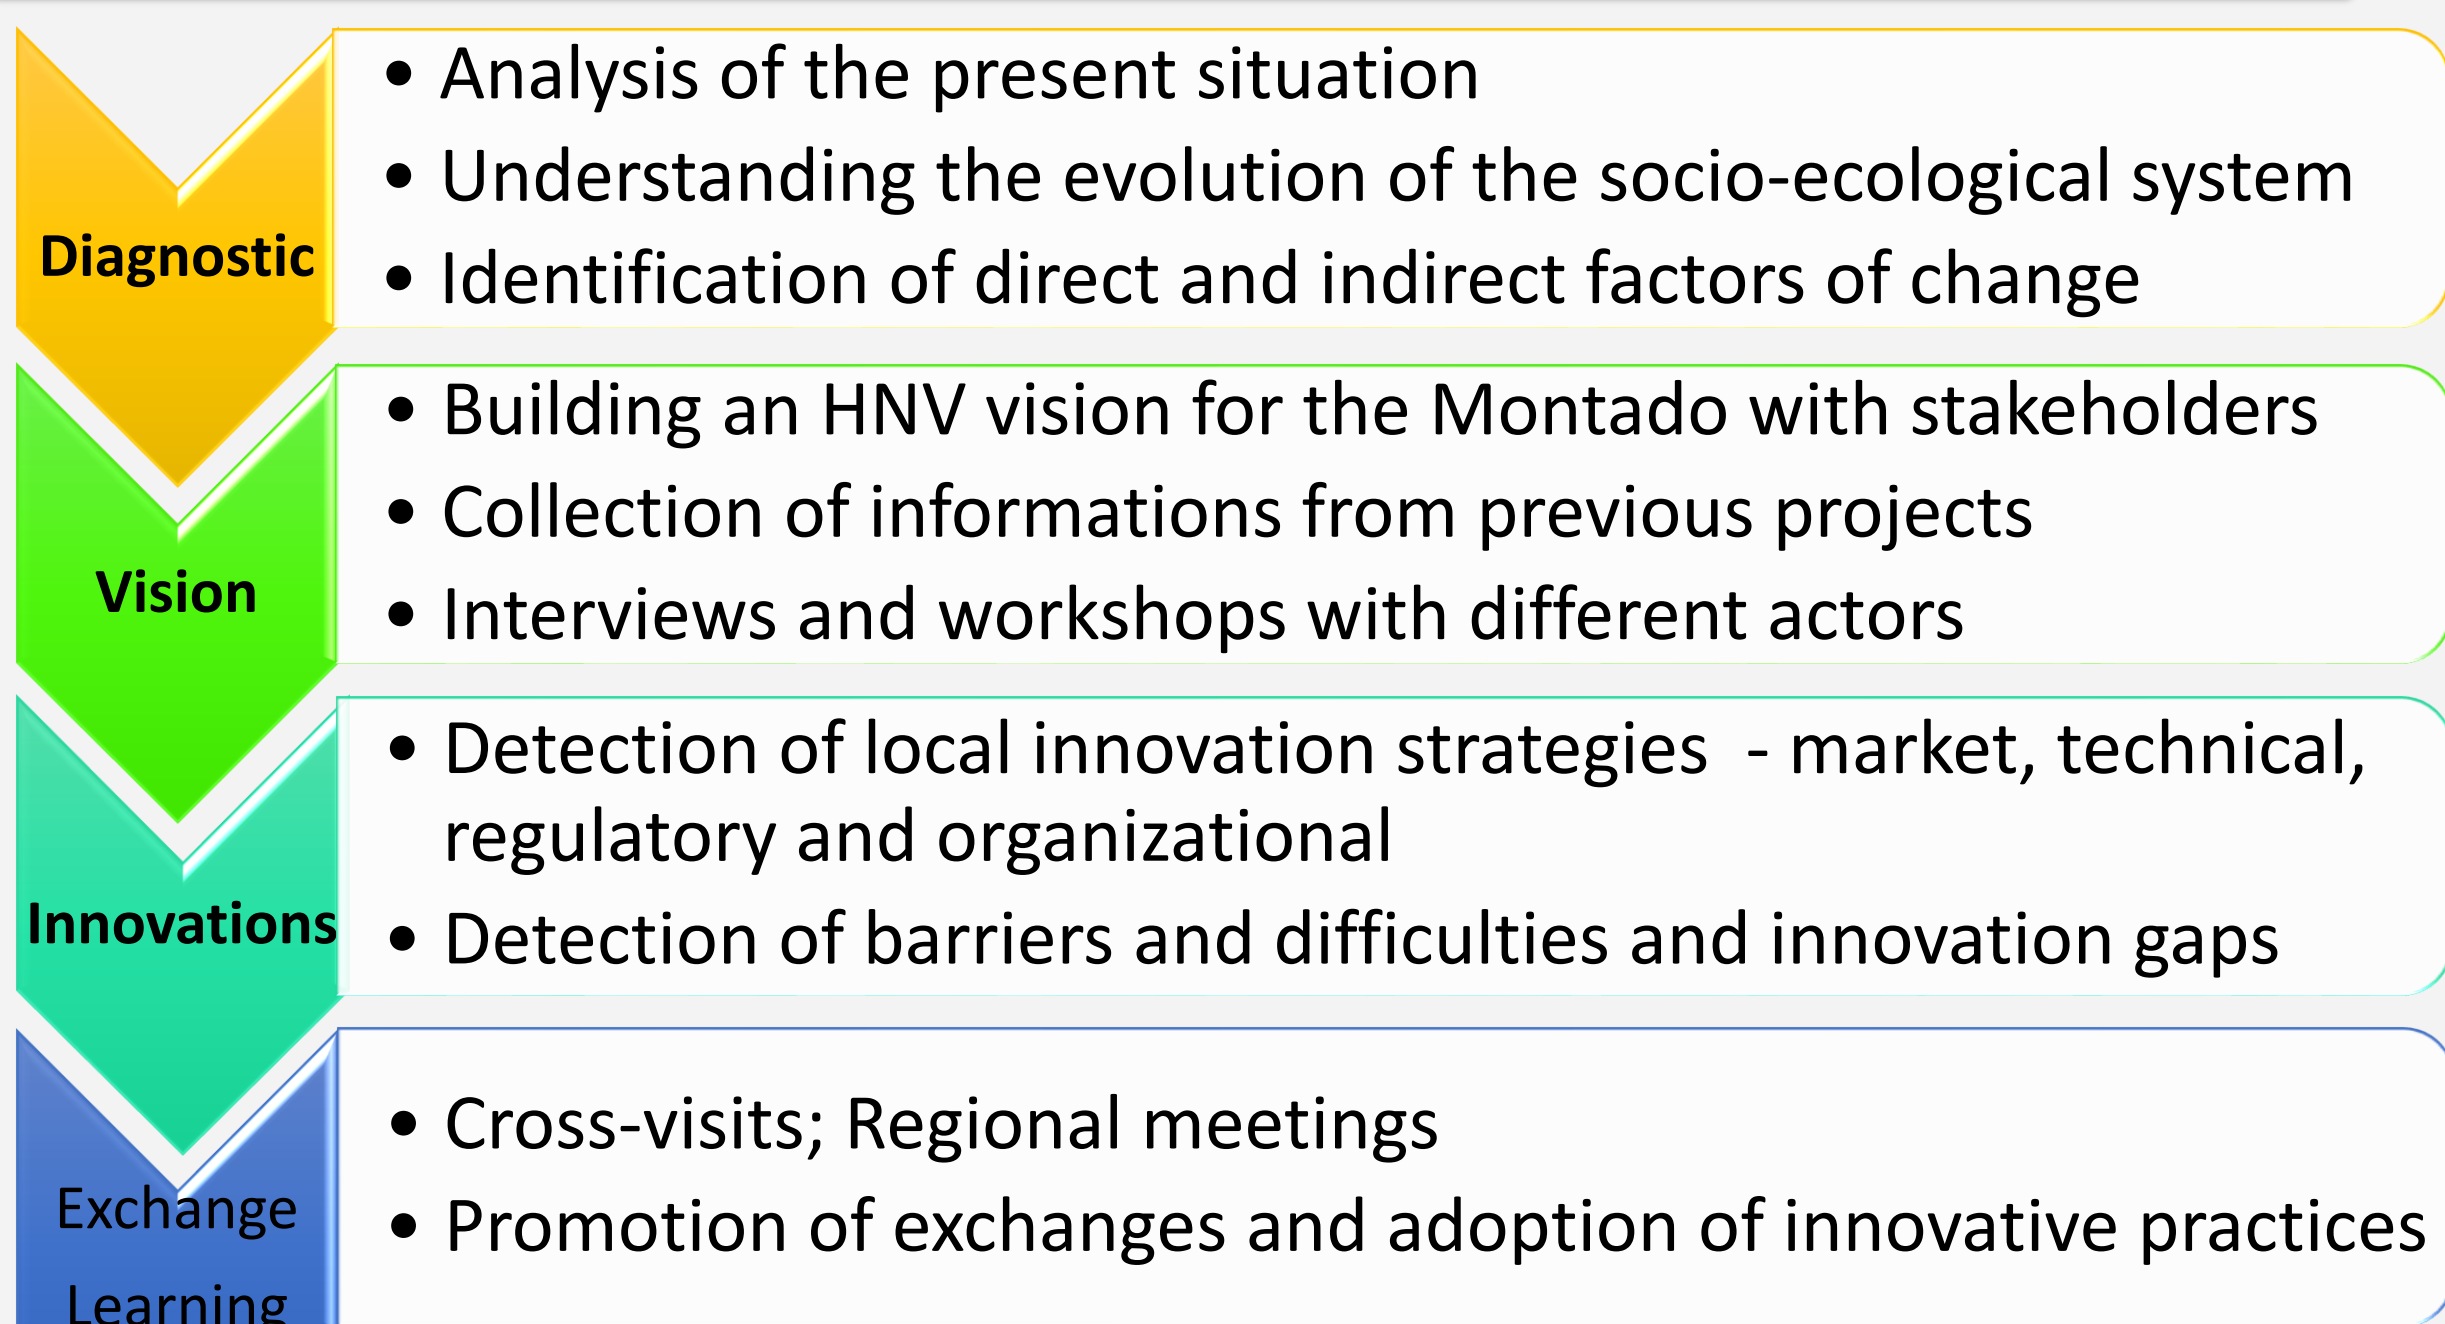 Diagnostic
• Analysis of the present situation
• Understanding the evolution of the socio-ecological system
• Identification of direct and indirect factors of change
Vision
• Building an HNV vision for the Montado with stakeholders
• Collection of informations from previous projects
• Interviews and workshops with different actors
Innovations
• Detection of local innovation strategies  - market, technical,
regulatory and organizational
• Detection of barriers and difficulties and innovation gaps
Exchange
Learning
• Cross-visits; Regional meetings
• Promotion of exchanges and adoption of innovative practices